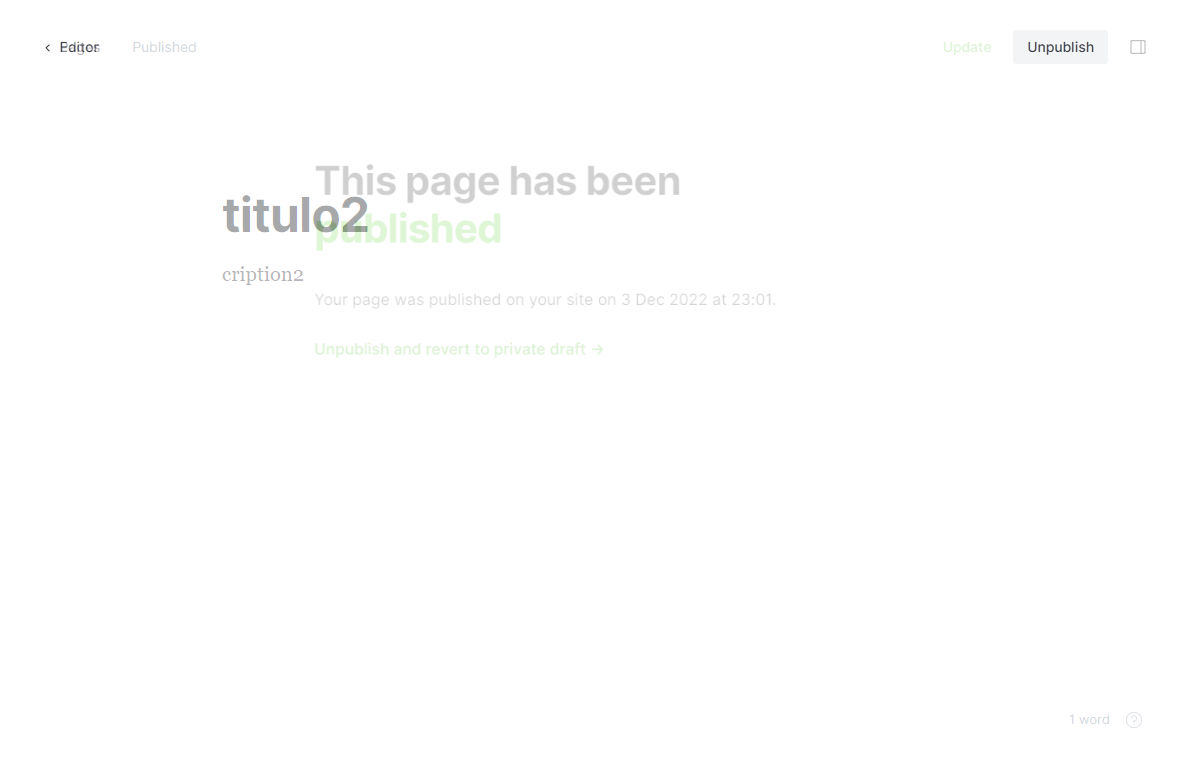 Editor
Pages
Published
Update
Unpublish
This page has been
published
titulo2
cription2
Your page was published on your site on 3 Dec 2022 at 23:01.
Unpublish and revert to private draft →
1 word
?